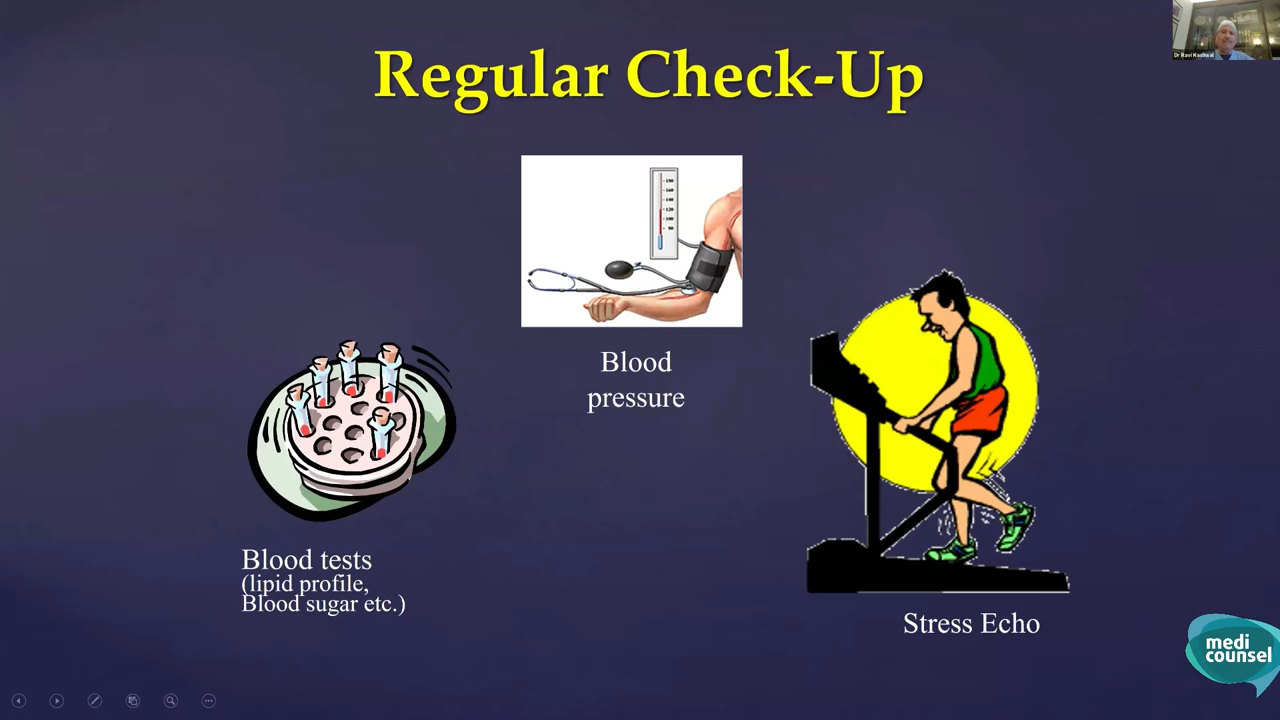 Regular Check-Up
Blood
pressure
Blood tests
(lipid profile,
Blood sugar etc.)
Stress Echo
medi
counsel